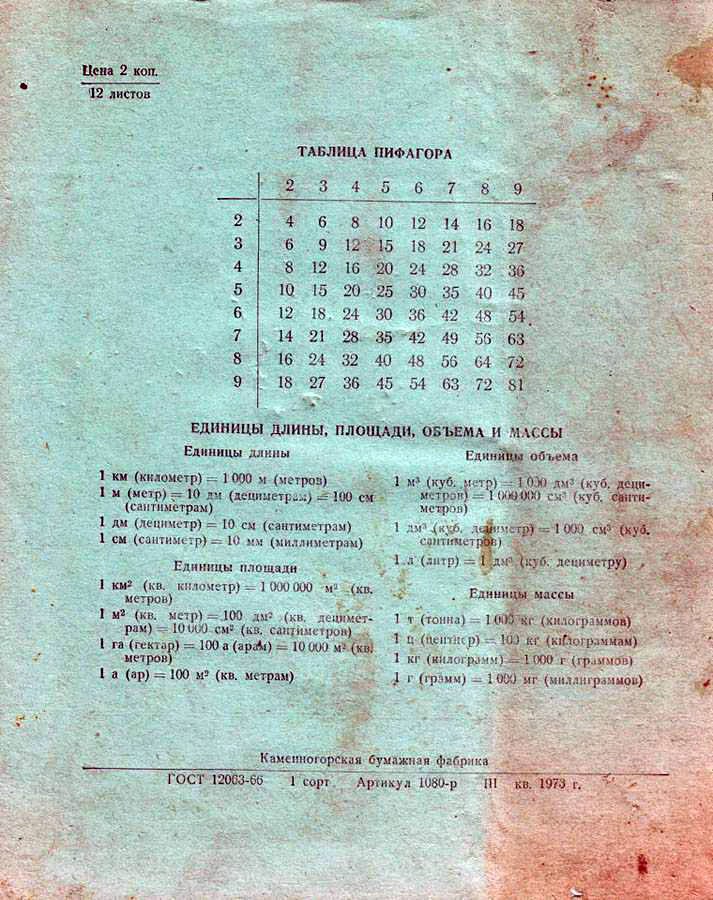 Цена 2 коп.
12 листов
ТАБЛИЦА ПИФАГОРА
2 3 4 5 6 7 8 9
2 4 6 8 10 12 14 16 18
3 6 9 12 15 18 21 24 27
4 8 12 16 20 24 28 32 36
5 10 15 20 25 30 35 40 45
6 12 18 24 30 36 42 48 54
7 14 21 28 35 42 49 56 63
8 16 24 32 40 48 56 64 72
9 18 27 36 45 54 63 72 81
ЕДИНИЦЫ ДЛИНЫ, ПЛОЩАДИ, ОБЪЕМА И МАССЫ
Единицы длины
1 км (километр) = 1 000 м (метров)
1 м (метр) = 10 дм (дециметрам) = 100 см
(сантиметрам)
1 дм (дециметр) = 10 см (сантиметрам)
1 см (сантиметр) = 10 мм (миллиметрам)
Единицы площади
1 км² (кв. километр) = 1 000 000 м² (кв.
метров)
1 м² (кв. метр) = 100 дм² (кв. децимет-
рам) = 10 000 см² (кв. сантиметров)
1 га (гектар) = 100 а (арам) = 10 000 м² (кв.
метров)
1 а (ар) = 100 м² (кв. метрам)
Единицы объема
1 м³ (куб. метр) = 1 000 дм³ (куб. деци-
метров) = 1 000 000 см³ (куб. санти-
метров)
1 дм³ (куб. дециметр) = 1 000 см³ (куб.
сантиметров)
1 л (литр) = 1 дм³ (куб. дециметру)
Единицы массы
1 т (тонна) = 1 000 кг (килограммов)
1 ц (центнер) = 100 кг (килограммам)
1 кг (килограмм) = 1 000 г (граммов)
1 г (грамм) = 1 000 мг (миллиграммов)
Каменногорская бумажная фабрика
ГОСТ 12063-66 1 сорт Артикул 1080-р III кв. 1973 г.